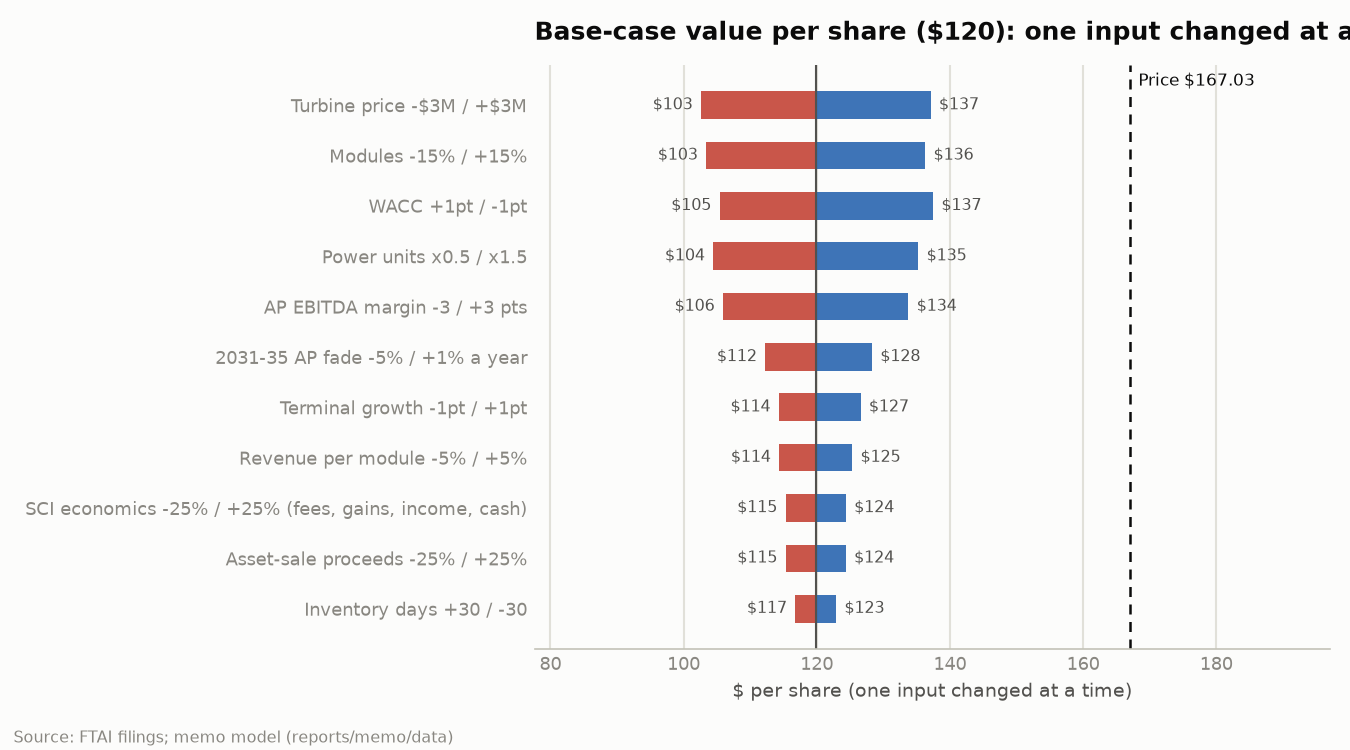 Base-case value per share ($120): one input changed at a
Price $167.03
Turbine price -$3M / +$3M $103 $137
Modules -15% / +15% $103 $136
WACC +1pt / -1pt $105 $137
Power units x0.5 / x1.5 $104 $135
AP EBITDA margin -3 / +3 pts $106 $134
2031-35 AP fade -5% / +1% a year $112 $128
Terminal growth -1pt / +1pt $114 $127
Revenue per module -5% / +5% $114 $125
SCI economics -25% / +25% (fees, gains, income, cash) $115 $124
Asset-sale proceeds -25% / +25% $115 $124
Inventory days +30 / -30 $117 $123
80 100 120 140 160 180
$ per share (one input changed at a time)
Source: FTAI filings; memo model (reports/memo/data)